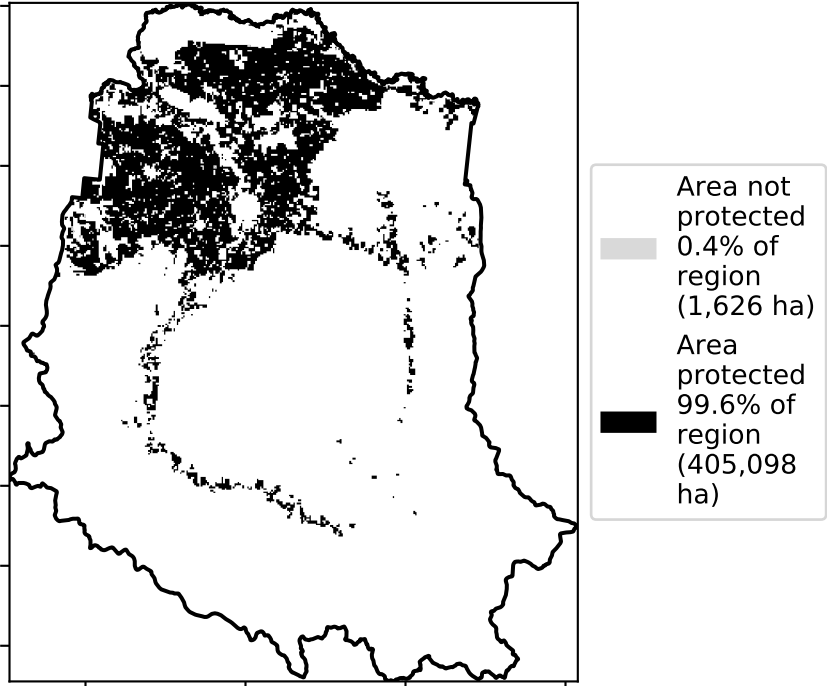 Area not
protected
0.4% of
region
(1,626 ha)
Area
protected
99.6% of
region
(405,098
ha)